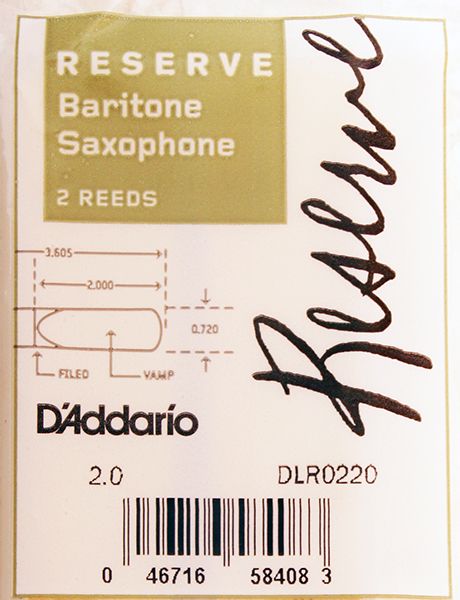 RESERVE
Baritone
Saxophone
2 REEDS
Reserve
3.605
2.000
0.720
FILED
VAMP
D'Addario
2.0
DLR0220
0 46716 58408 3